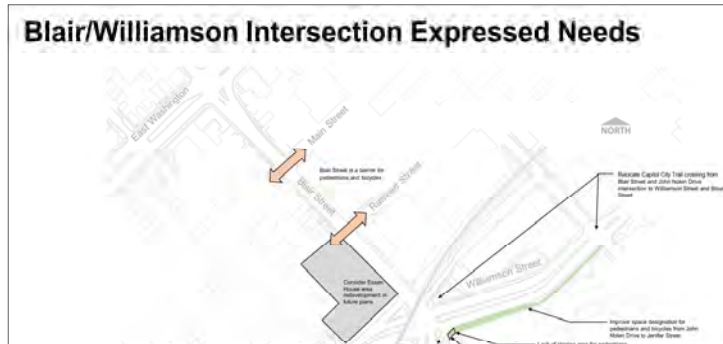 Blair/Williamson Intersection Expressed Needs
East Washington
Main Street
NORTH
Blair Street is a barrier for
pedestrians and bicycles
Blair Street
Railroad Street
Relocate Capitol City Trail crossing from
Blair Street and John Nolen Drive
intersection to Williamson Street and
Street
Williamson Street
Consider Essen
House area
redevelopment in
future plans
Improve space designation for
pedestrians and bicycles from John
Nolen Drive to Jenifer Street